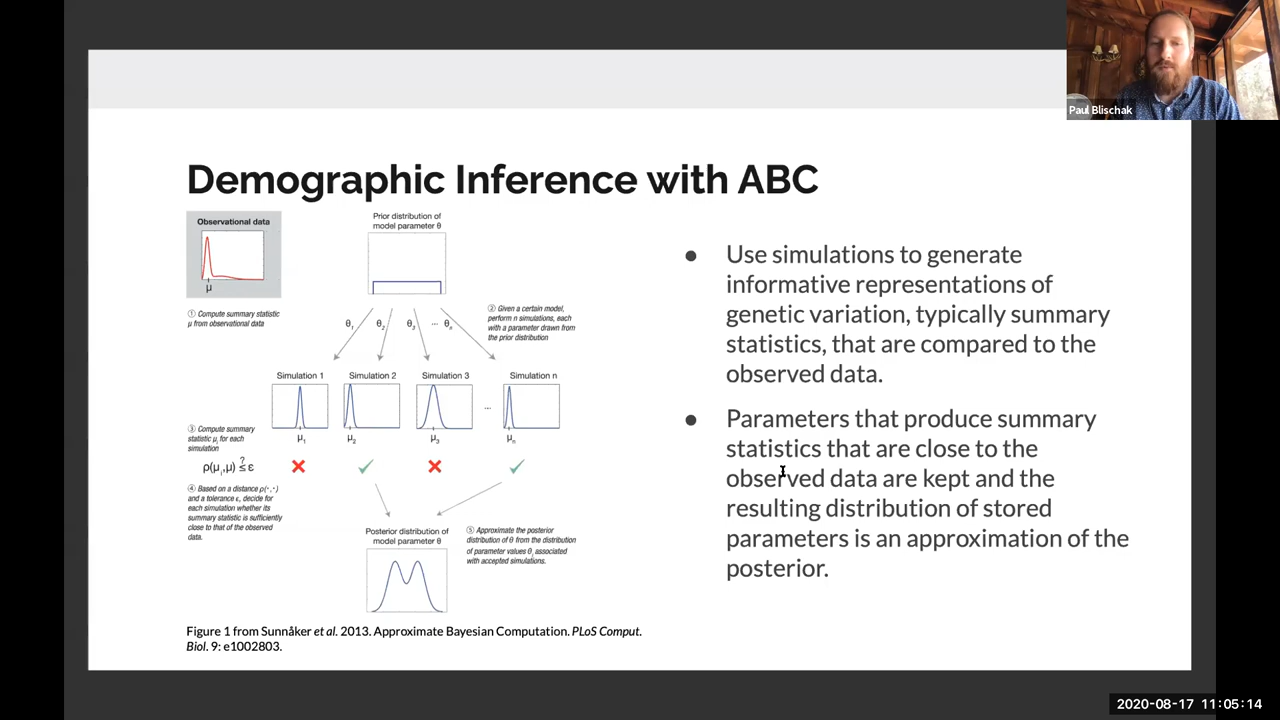 Paul Blischak
Demographic Inference with ABC
Observational data
μ
① Compute summary statistic
μ from observational data
Prior distribution of
model parameter θ
② Given a certain model,
perform n simulations, each
with a parameter drawn from
the prior distribution
θ1 θ2 θ3 ... θn
Simulation 1 Simulation 2 Simulation 3 Simulation n
...
μ1 μ2 μ3 μn
③ Compute summary
statistic μi for each
simulation
ρ(μi,μ) ≤ ε
?
④ Based on a distance ρ(·,·)
and a tolerance ε, decide for
each simulation whether its
summary statistic is sufficiently
close to that of the observed
data.
Posterior distribution of
model parameter θ
⑤ Approximate the posterior
distribution of θ from the distribution
of parameter values θi associated
with accepted simulations.
Figure 1 from Sunnåker et al. 2013. Approximate Bayesian Computation. PLoS Comput.
Biol. 9: e1002803.
● Use simulations to generate
informative representations of
genetic variation, typically summary
statistics, that are compared to the
observed data.
● Parameters that produce summary
statistics that are close to the
observed data are kept and the
resulting distribution of stored
parameters is an approximation of the
posterior.
2020-08-17 11:05:14